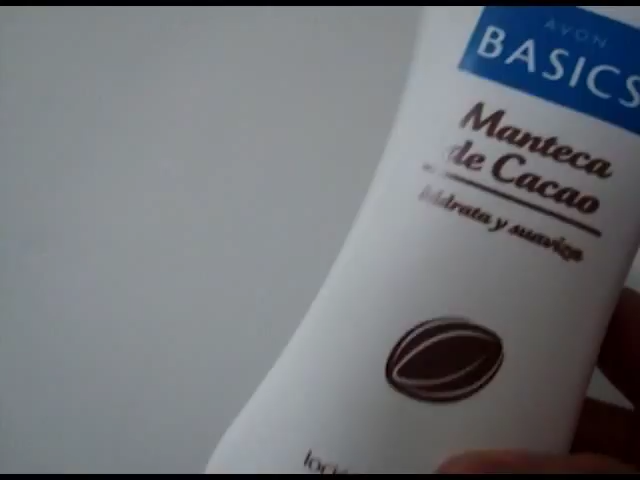 AVON
BASICS
Manteca
de Cacao
hidrata y suaviza